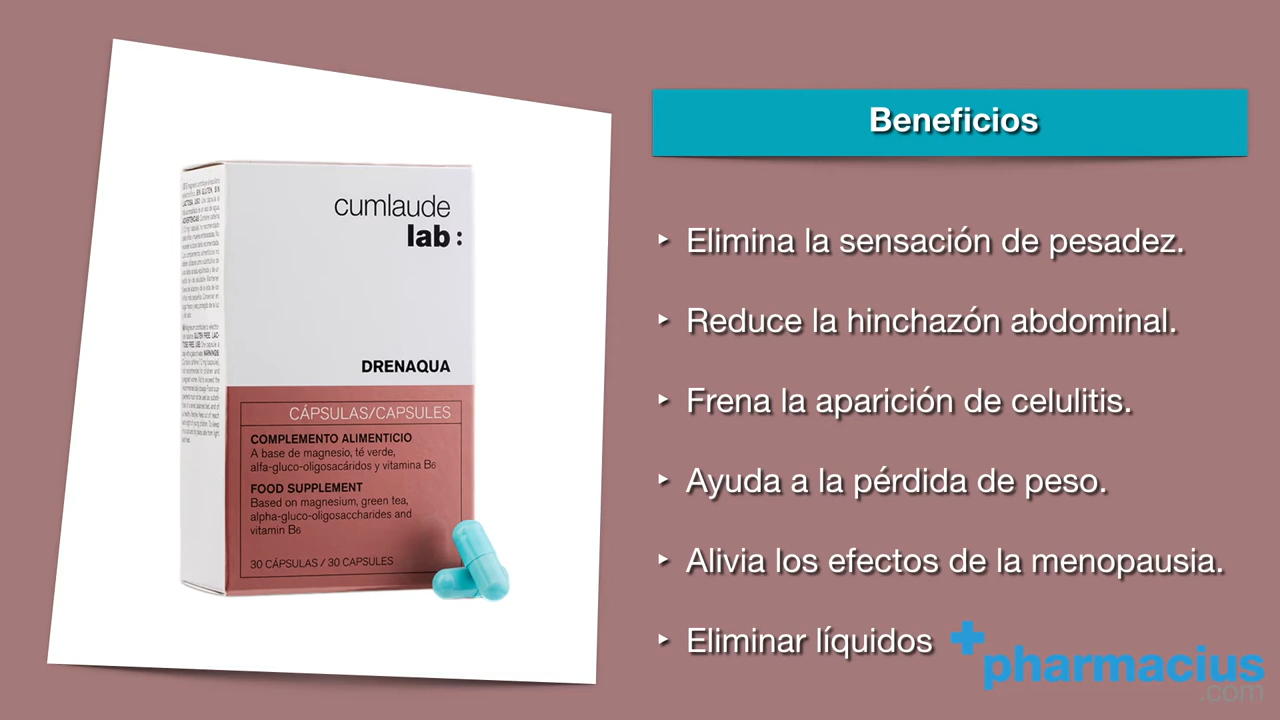 Beneficios
‣ Elimina la sensación de pesadez.
‣ Reduce la hinchazón abdominal.
‣ Frena la aparición de celulitis.
‣ Ayuda a la pérdida de peso.
‣ Alivia los efectos de la menopausia.
‣ Eliminar líquidos
cumlaude
lab:
DRENAQUA
CÁPSULAS/CAPSULES
COMPLEMENTO ALIMENTICIO
A base de magnesio, té verde,
alfa-gluco-oligosacáridos y vitamina B6
FOOD SUPPLEMENT
Based on magnesium, green tea,
alpha-gluco-oligosaccharides and
vitamin B6
30 CÁPSULAS / 30 CAPSULES
pharmacius
.com